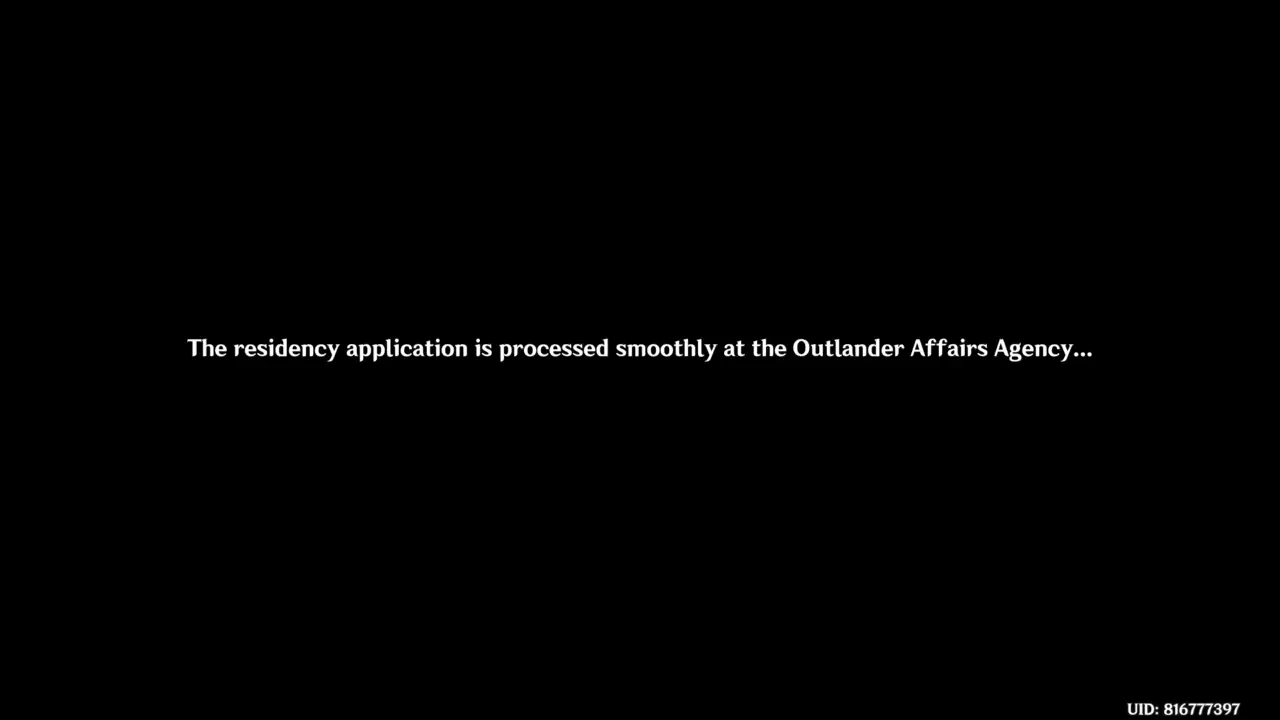 The residency application is processed smoothly at the Outlander Affairs Agency...
UID: 816777397